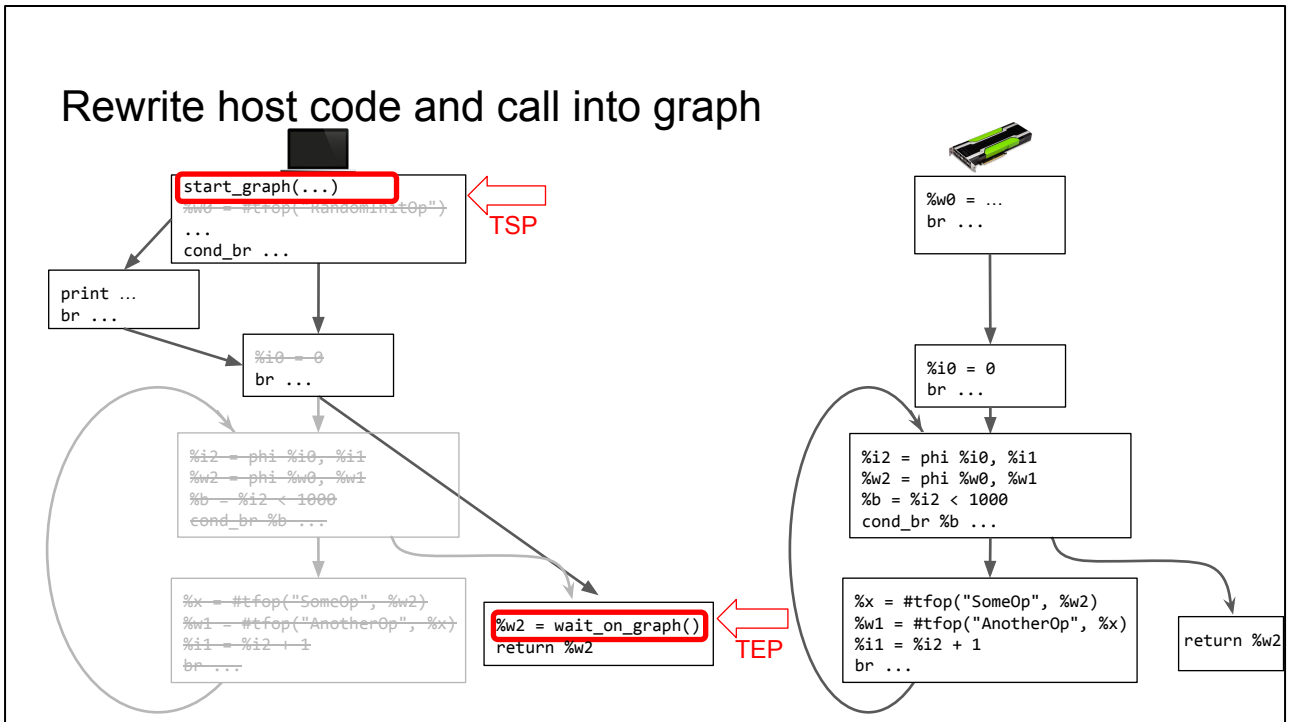 Rewrite host code and call into graph
start_graph(...)
%w0 = #tfop("RandomInitOp")
...
cond_br ...
TSP
print …
br ...
%i0 = 0
br ...
%i2 = phi %i0, %i1
%w2 = phi %w0, %w1
%b = %i2 < 1000
cond_br %b ...
%x = #tfop("SomeOp", %w2)
%w1 = #tfop("AnotherOp", %x)
%i1 = %i2 + 1
br ...
%w2 = wait_on_graph()
return %w2
TEP
%w0 = …
br ...
%i0 = 0
br ...
%i2 = phi %i0, %i1
%w2 = phi %w0, %w1
%b = %i2 < 1000
cond_br %b ...
%x = #tfop("SomeOp", %w2)
%w1 = #tfop("AnotherOp", %x)
%i1 = %i2 + 1
br ...
return %w2